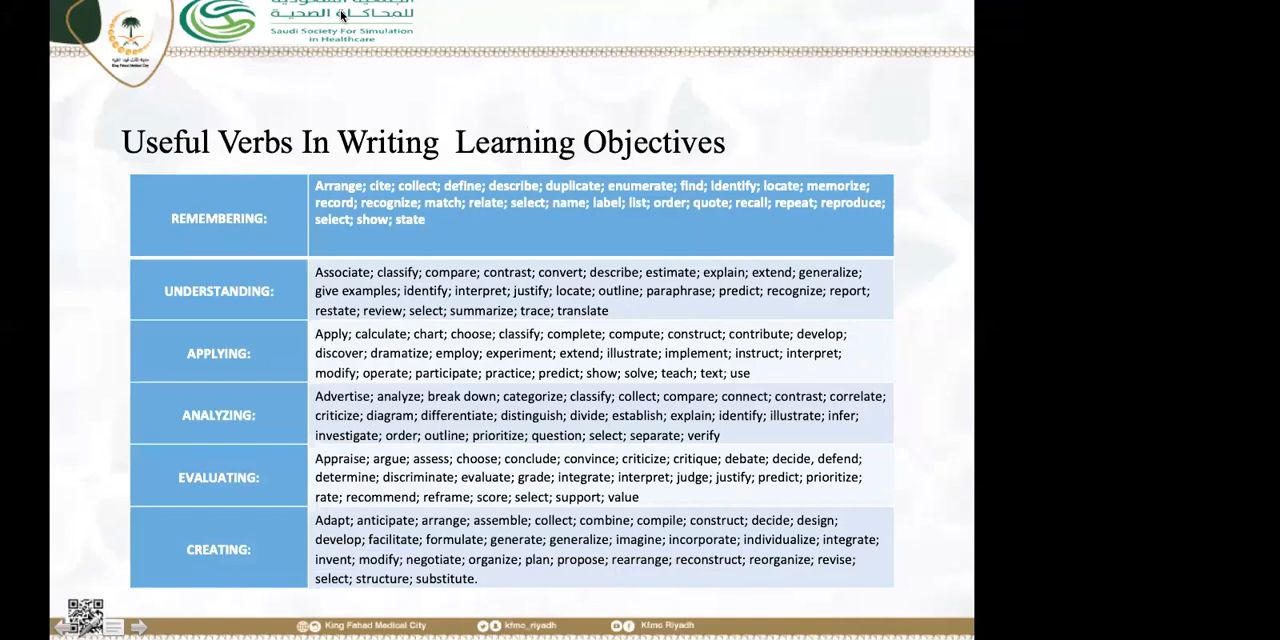 للمحاكاة الصحية
Saudi Society For Simulation
in Healthcare
King Fahad Medical City
Useful Verbs In Writing  Learning Objectives
REMEMBERING:
Arrange; cite; collect; define; describe; duplicate; enumerate; find; identify; locate; memorize;
record; recognize; match; relate; select; name; label; list; order; quote; recall; repeat; reproduce;
select; show; state
UNDERSTANDING:
Associate; classify; compare; contrast; convert; describe; estimate; explain; extend; generalize;
give examples; identify; interpret; justify; locate; outline; paraphrase; predict; recognize; report;
restate; review; select; summarize; trace; translate
APPLYING:
Apply; calculate; chart; choose; classify; complete; compute; construct; contribute; develop;
discover; dramatize; employ; experiment; extend; illustrate; implement; instruct; interpret;
modify; operate; participate; practice; predict; show; solve; teach; text; use
ANALYZING:
Advertise; analyze; break down; categorize; classify; collect; compare; connect; contrast; correlate;
criticize; diagram; differentiate; distinguish; divide; establish; explain; identify; illustrate; infer;
investigate; order; outline; prioritize; question; select; separate; verify
EVALUATING:
Appraise; argue; assess; choose; conclude; convince; criticize; critique; debate; decide, defend;
determine; discriminate; evaluate; grade; integrate; interpret; judge; justify; predict; prioritize;
rate; recommend; reframe; score; select; support; value
CREATING:
Adapt; anticipate; arrange; assemble; collect; combine; compile; construct; decide; design;
develop; facilitate; formulate; generate; generalize; imagine; incorporate; individualize; integrate;
invent; modify; negotiate; organize; plan; propose; rearrange; reconstruct; reorganize; revise;
select; structure; substitute.
King Fahad Medical City
kfmc_riyadh
Kfmc Riyadh